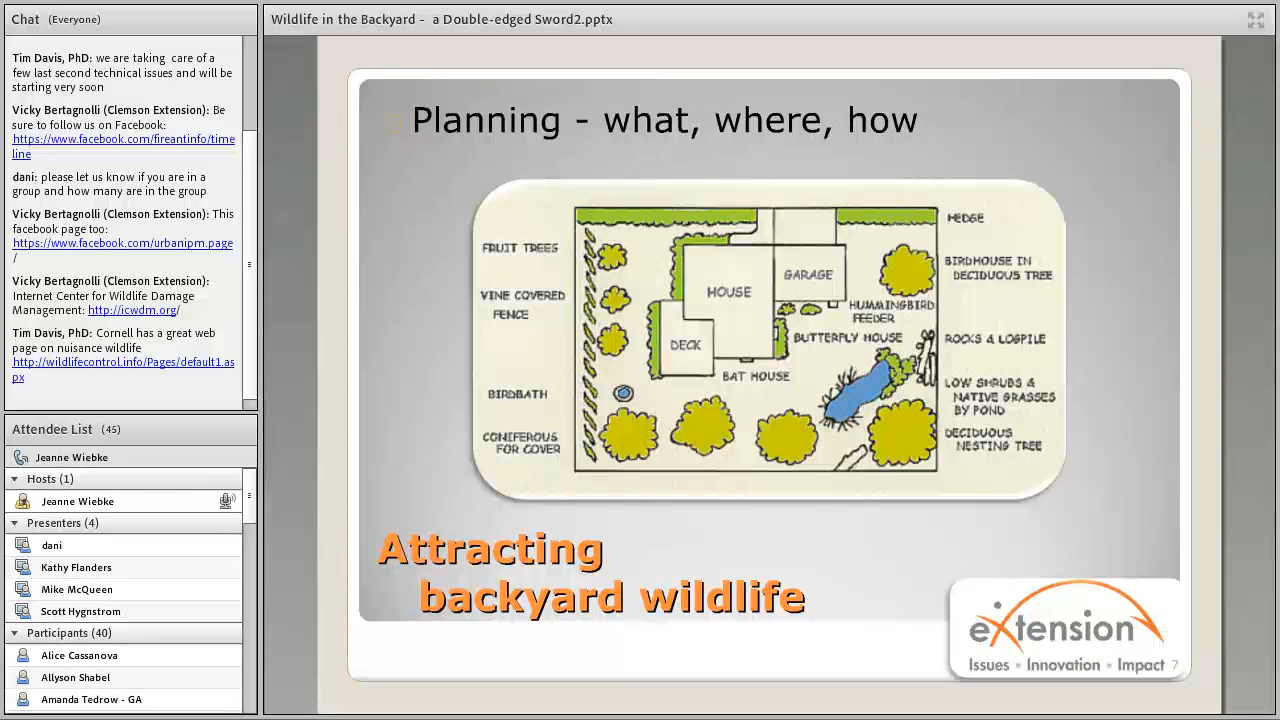 Chat (Everyone)
Tim Davis, PhD: we are taking care of a
few last second technical issues and will be
starting very soon
Vicky Bertagnolli (Clemson Extension): Be
sure to follow us on Facebook:
https://www.facebook.com/fireantinfo/time
line
dani: please let us know if you are in a
group and how many are in the group
Vicky Bertagnolli (Clemson Extension): This
facebook page too:
https://www.facebook.com/urbanipm.page
/
Vicky Bertagnolli (Clemson Extension):
Internet Center for Wildlife Damage
Management: http://icwdm.org/
Tim Davis, PhD: Cornell has a great web
page on nuisance wildlife
http://wildlifecontrol.info/Pages/default1.as
px
Attendee List (45)
Jeanne Wiebke
Hosts (1)
Jeanne Wiebke
Presenters (4)
dani
Kathy Flanders
Mike McQueen
Scott Hygnstrom
Participants (40)
Alice Cassanova
Allyson Shabel
Amanda Tedrow - GA
Wildlife in the Backyard - a Double-edged Sword2.pptx
Planning - what, where, how
FRUIT TREES
VINE COVERED
FENCE
BIRDBATH
CONIFEROUS
FOR COVER
HOUSE
GARAGE
DECK
BAT HOUSE
HUMMINGBIRD
FEEDER
BUTTERFLY HOUSE
HEDGE
BIRDHOUSE IN
DECIDUOUS TREE
ROCKS & LOGPILE
LOW SHRUBS &
NATIVE GRASSES
BY POND
DECIDUOUS
NESTING TREE
Attracting
backyard wildlife
eXtension
Issues • Innovation • Impact
7